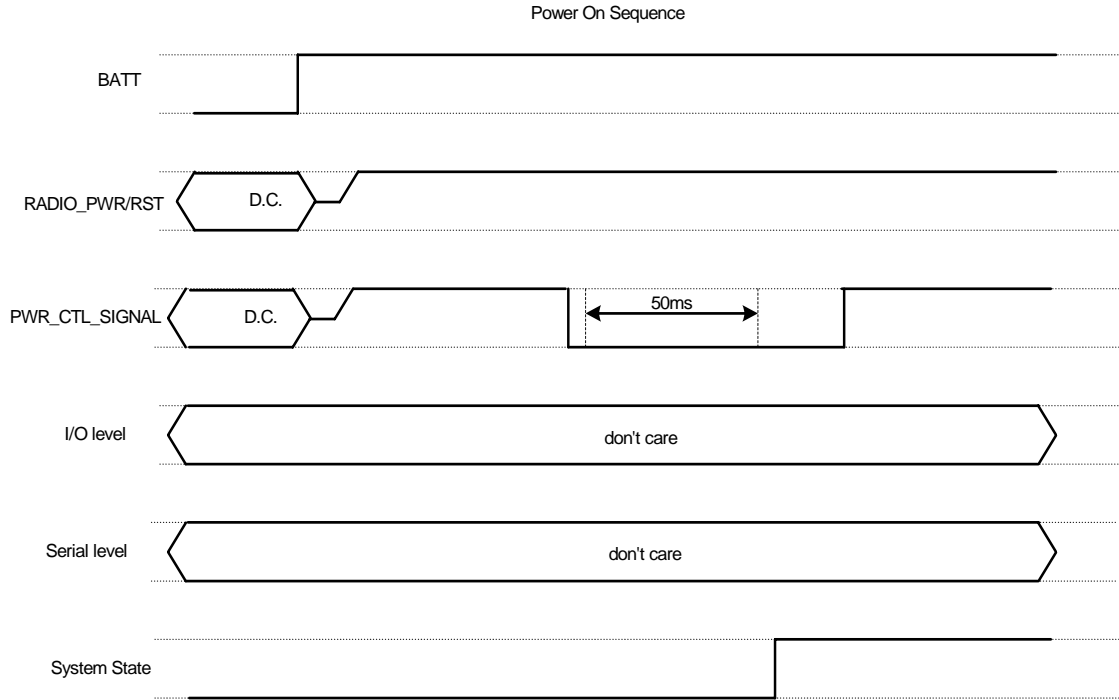 Power On Sequence
BATT
RADIO_PWR/RST
D.C.
PWR_CTL_SIGNAL
D.C.
50ms
I/O level
don't care
Serial level
don't care
System State